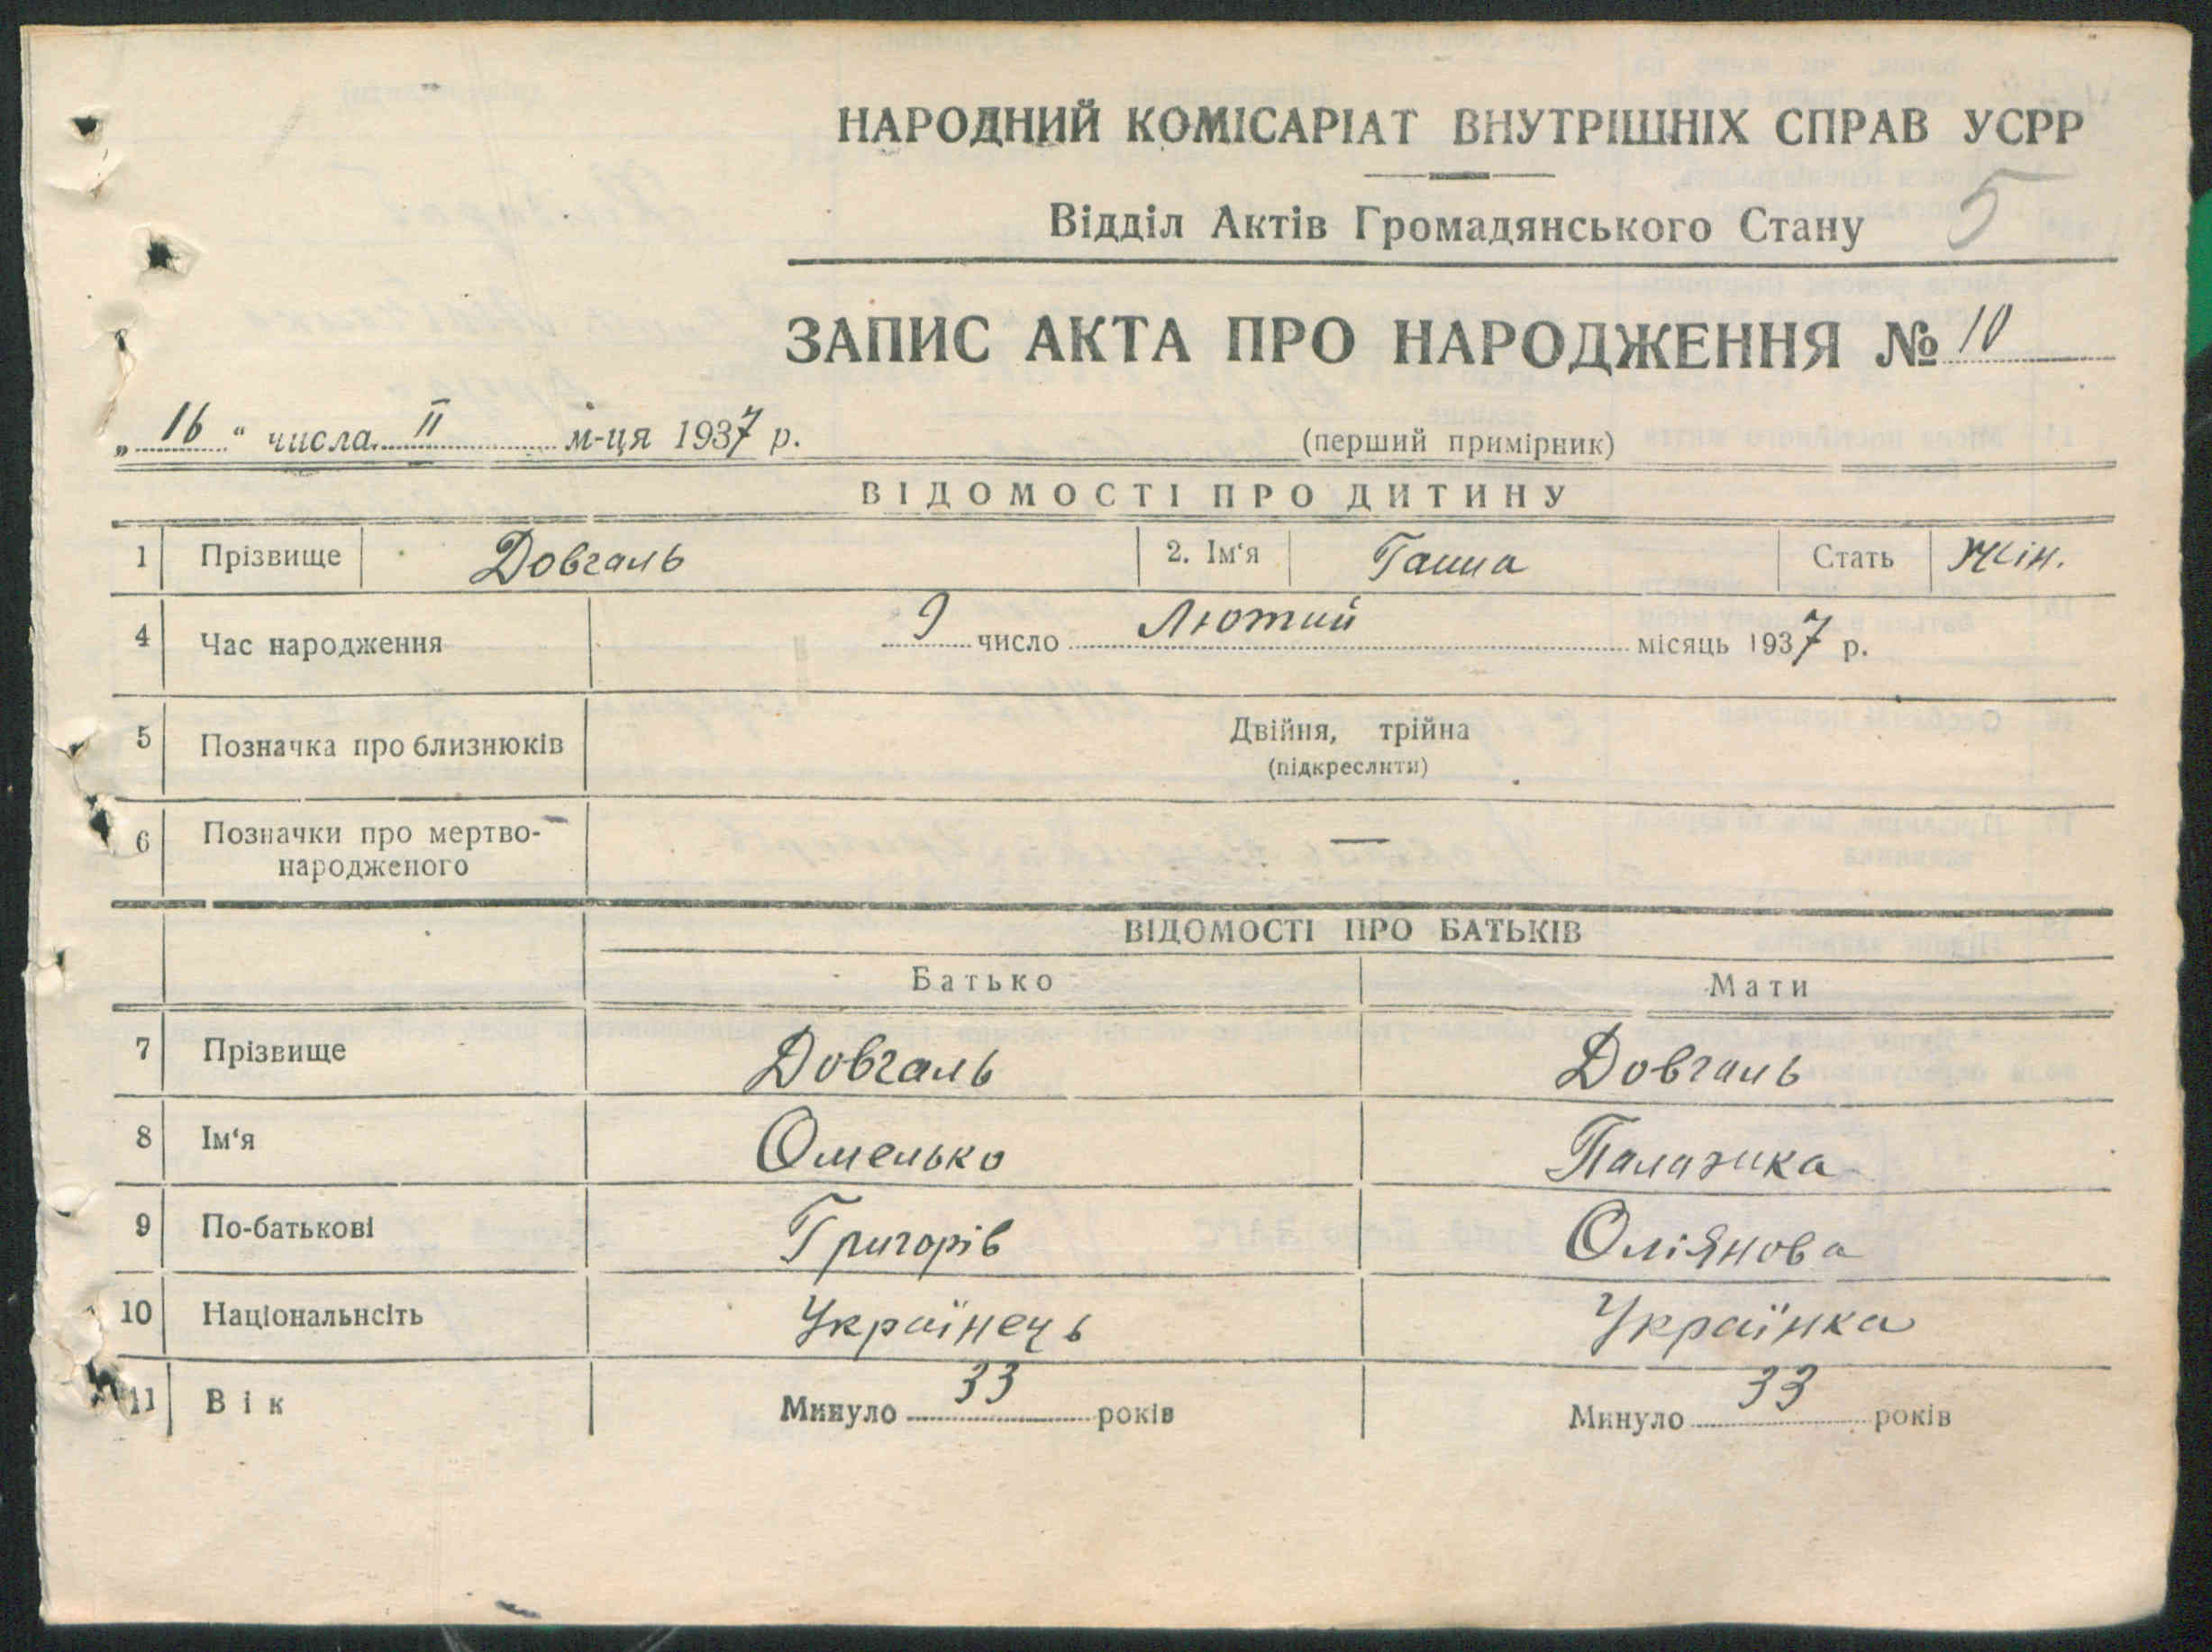 НАРОДНИЙ КОМІСАРІАТ ВНУТРІШНІХ СПРАВ УСРР
Відділ Актів Громадянського Стану 5
ЗАПИС АКТА ПРО НАРОДЖЕННЯ № 10
„ 16 “ числа II м-ця 1937 р. (перший примірник)
ВІДОМОСТІ ПРО ДИТИНУ
1 Прізвище Довгаль 2. Ім‘я Ганна Стать Жін.
4 Час народження 9 число Лютий місяць 1937 р.
5 Позначка про близнюків Двійня, трійна
(підкреслити)
6 Позначки про мертво-
народженого —
ВІДОМОСТІ ПРО БАТЬКІВ
Батько Мати
7 Прізвище Довгаль Довгаль
8 Ім‘я Омелько Палазика
9 По-батькові Григорів Оліянова
10 Національнсіть Українець Українка
11 Вік Минуло 33 років Минуло 33 років